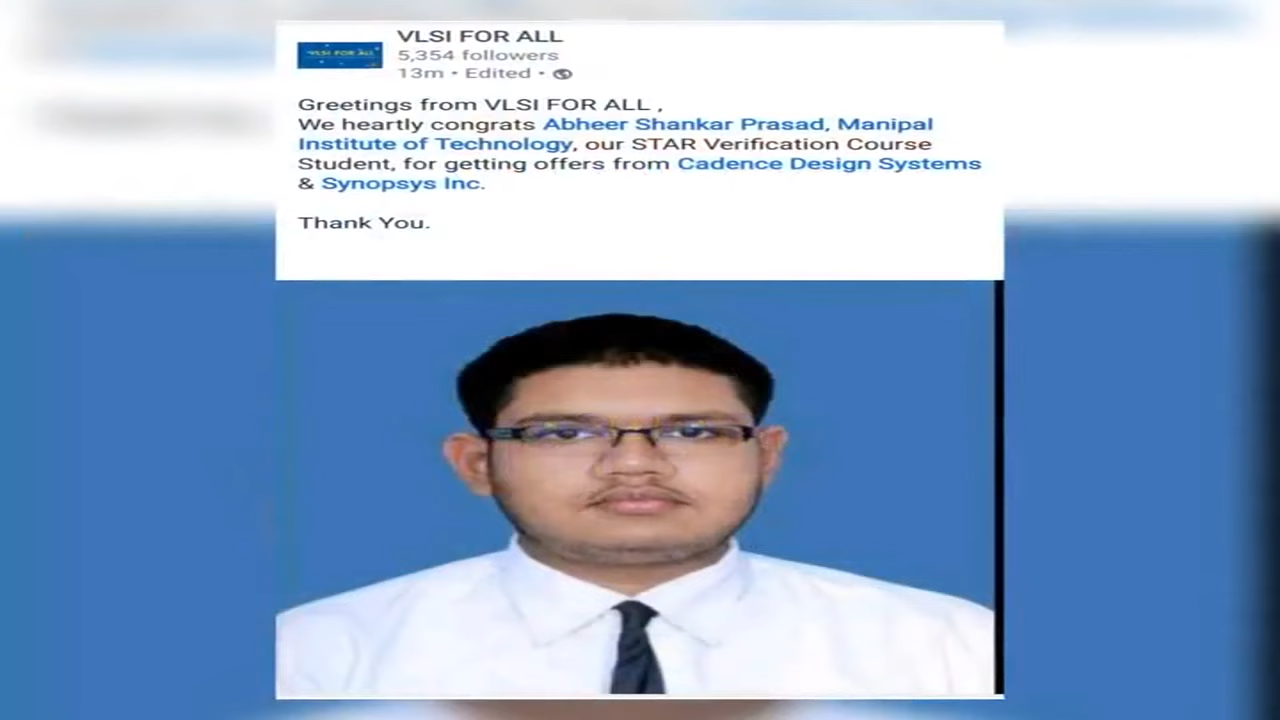 VLSI FOR ALL
VLSI FOR ALL
5,354 followers
13m • Edited •
Greetings from VLSI FOR ALL ,
We heartly congrats Abheer Shankar Prasad, Manipal
Institute of Technology, our STAR Verification Course
Student, for getting offers from Cadence Design Systems
& Synopsys Inc.
Thank You.